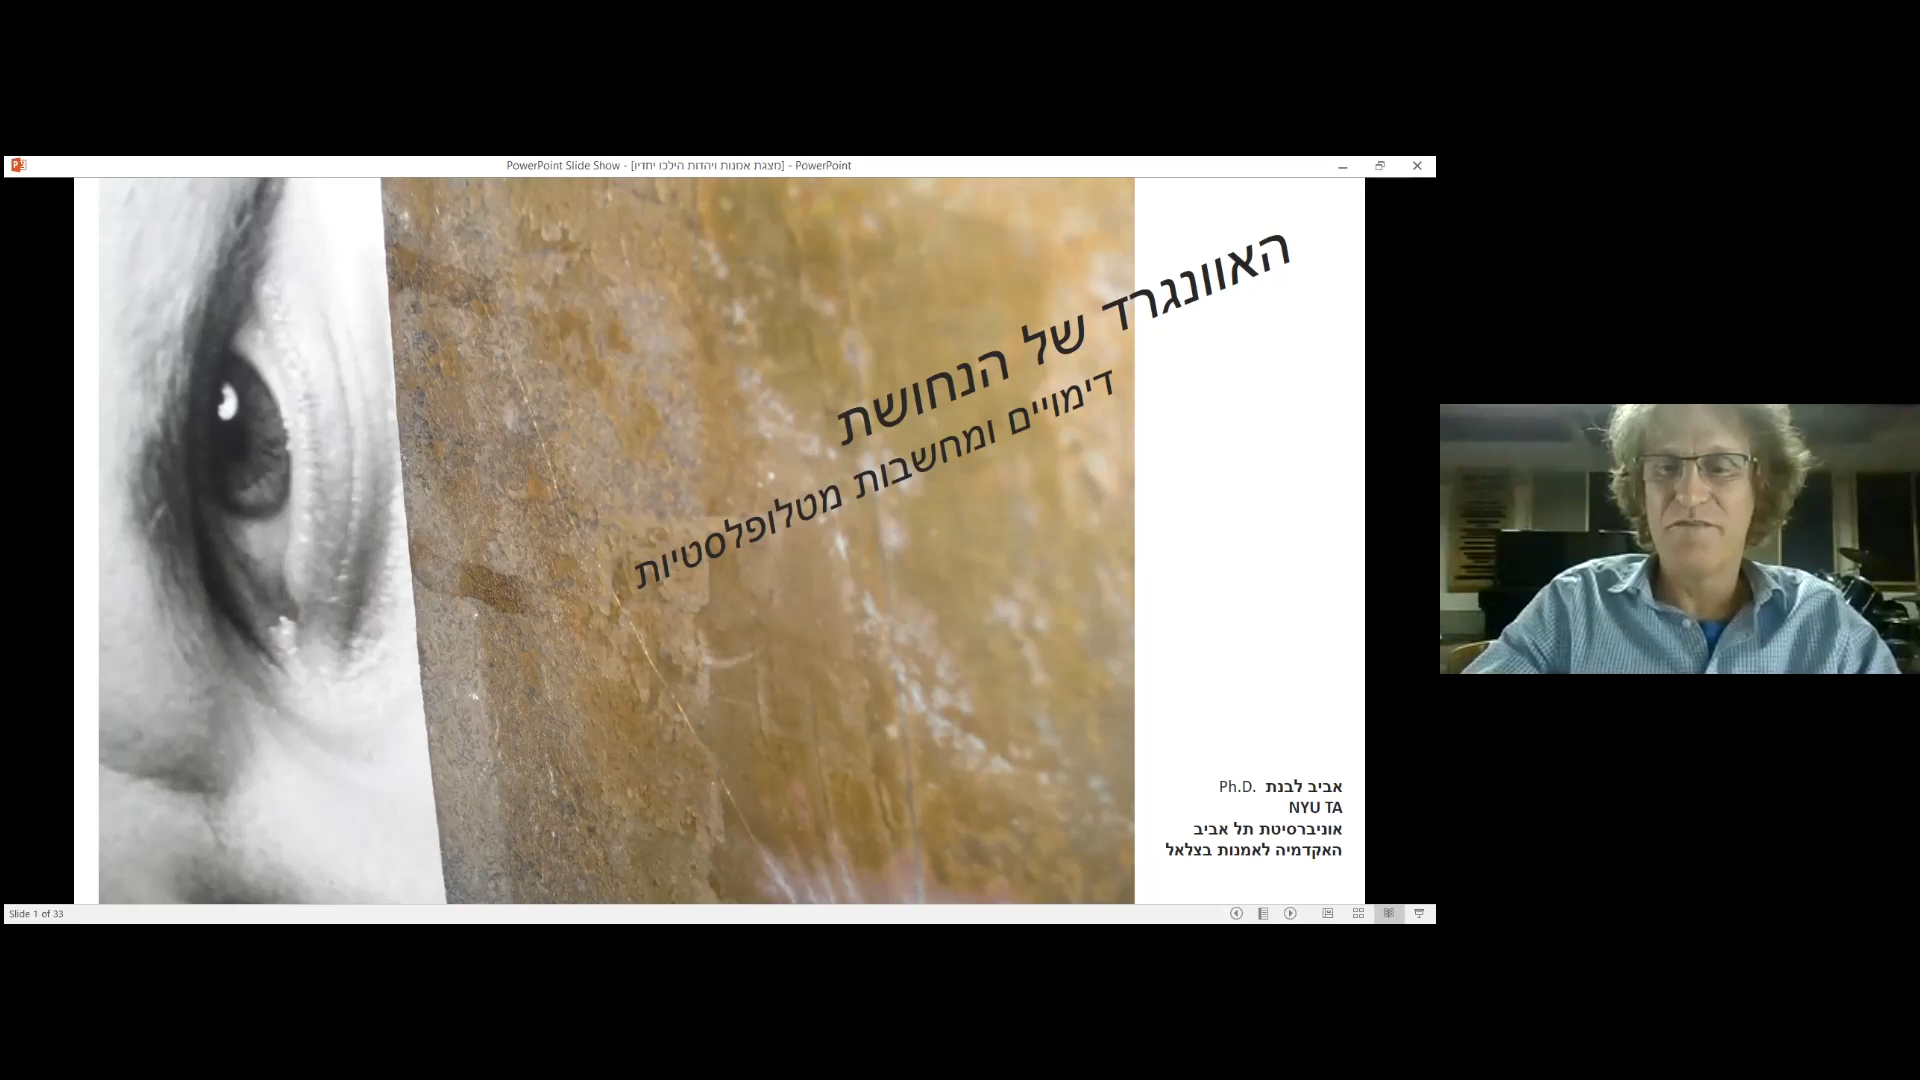 PowerPoint Slide Show - [מצגת אמנות ויהדות הילכו יחדיו] - PowerPoint
האוונגרד של הנחושת
דימויים ומחשבות מטלופלסטיות
אביב לבנת Ph.D.
NYU TA
אוניברסיטת תל אביב
האקדמיה לאמנות בצלאל
Slide 1 of 33